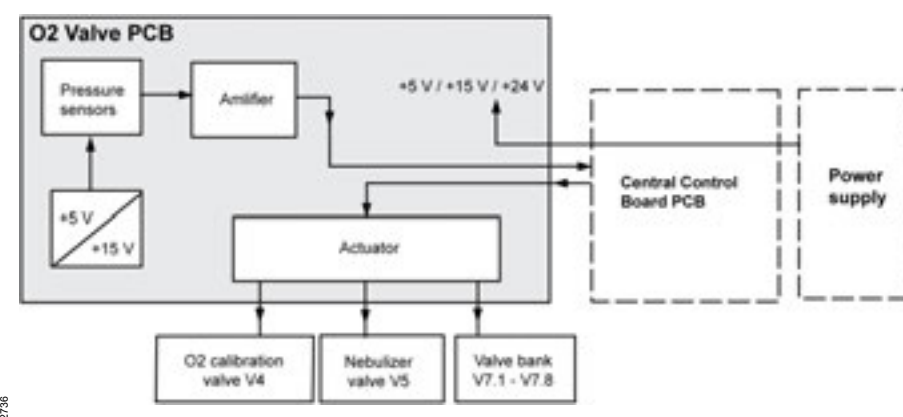 O2 Valve PCB
Pressure
sensors
Amlifier
+5 V / +15 V / +24 V
Central Control
Board PCB
Power
supply
+5 V
+15 V
Actuator
O2 calibration
valve V4
Nebulizer
valve V5
Valve bank
V7.1 - V7.8
2736